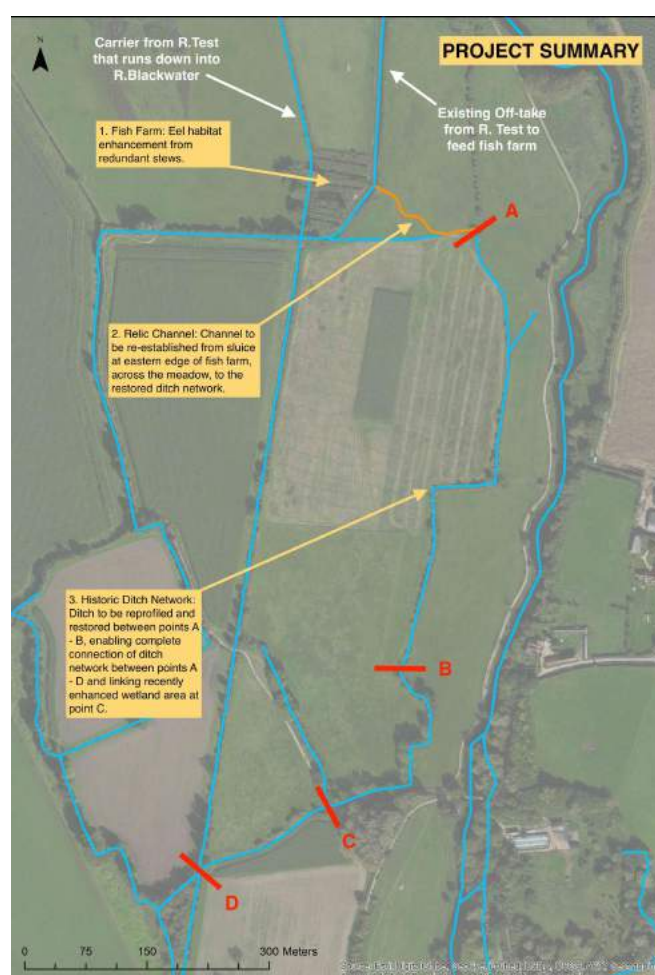 N
PROJECT SUMMARY
Carrier from R.Test
that runs down into
R.Blackwater
Existing Off-take
from R. Test to
feed fish farm
1. Fish Farm: Eel habitat
enhancement from
redundant stews.
A
2. Relic Channel: Channel to
be re-established from sluice
at eastern edge of fish farm,
across the meadow, to the
restored ditch network.
3. Historic Ditch Network:
Ditch to be reprofiled and
restored between points A
- B, enabling complete
connection of ditch
network between points A
- D and linking recently
enhanced wetland area at
point C.
B
C
D
0 75 150 300 Meters